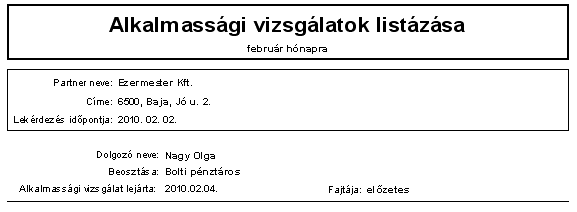 Alkalmassági vizsgálatok listázása
február hónapra
Partner neve: Ezermester Kft.
Címe: 6500, Baja, Jó u. 2.
Lekérdezés időpontja: 2010. 02. 02.
Dolgozó neve: Nagy Olga
Beosztása: Bolti pénztáros
Alkalmassági vizsgálat lejárta: 2010.02.04. Fajtája: előzetes